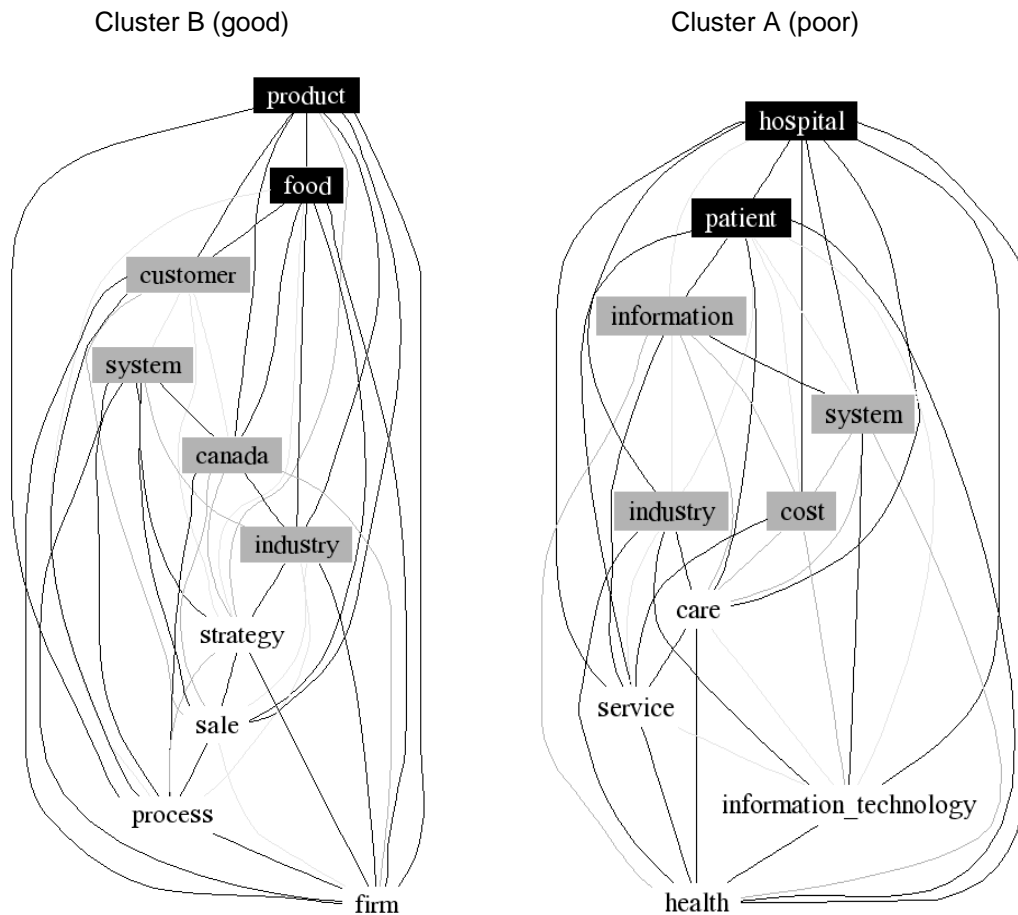 Cluster B (good)
product
food
customer
system
canada
industry
strategy
sale
process
firm
Cluster A (poor)
hospital
patient
information
system
industry
cost
care
service
information_technology
health